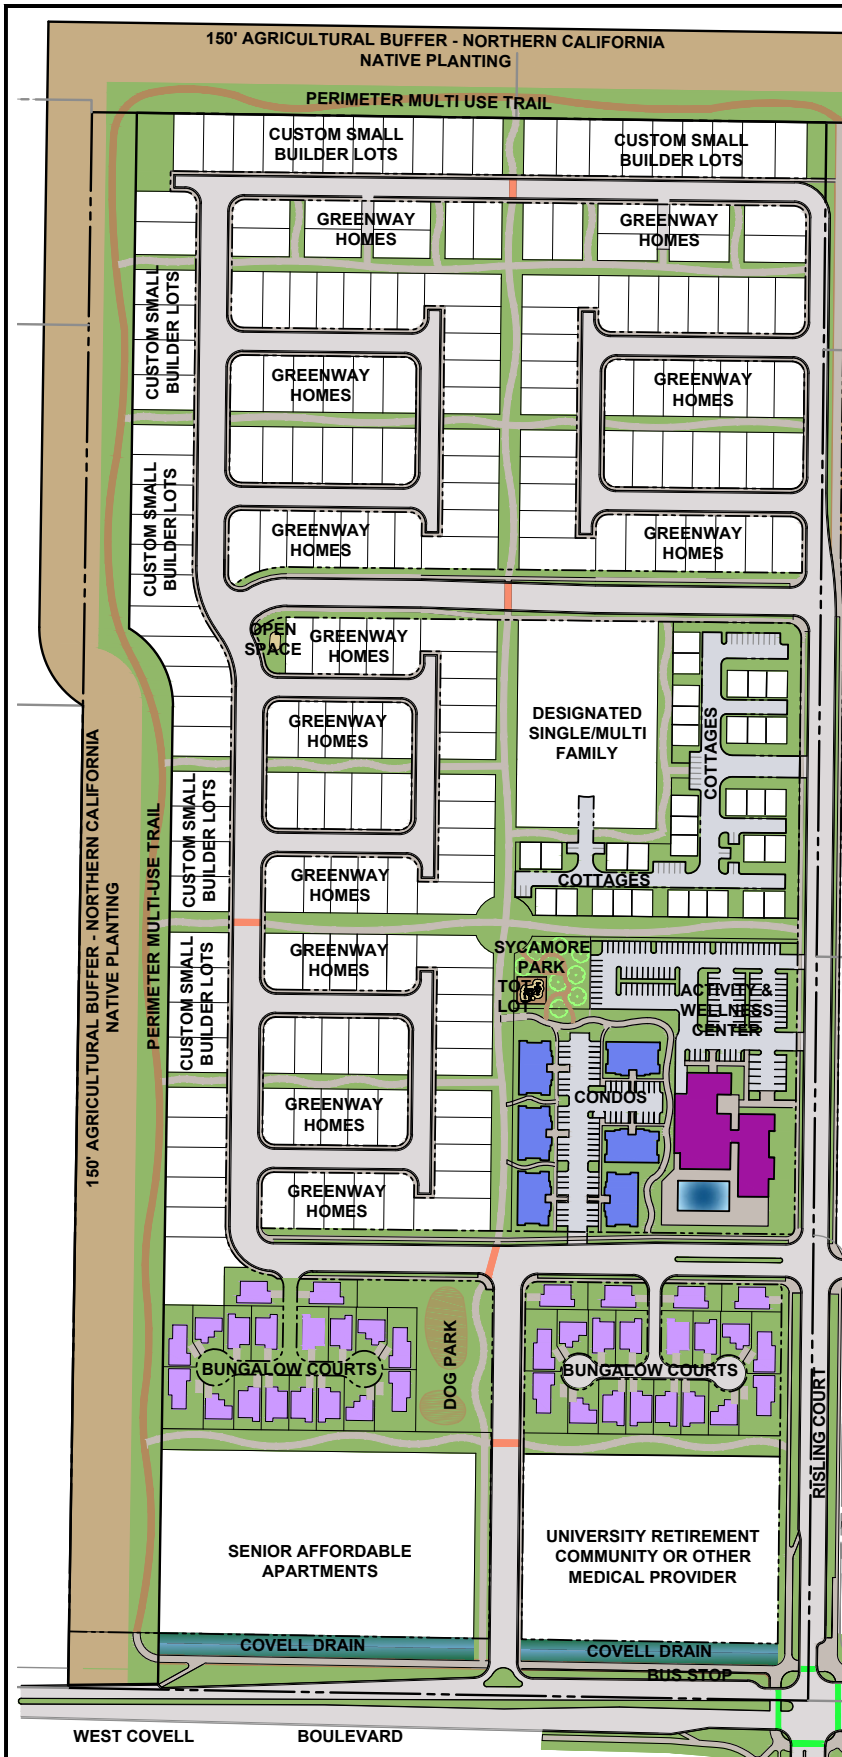 150' AGRICULTURAL BUFFER - NORTHERN CALIFORNIA
NATIVE PLANTING
PERIMETER MULTI USE TRAIL
CUSTOM SMALL
BUILDER LOTS
CUSTOM SMALL
BUILDER LOTS
GREENWAY
HOMES
GREENWAY
HOMES
CUSTOM SMALL
BUILDER LOTS
GREENWAY
HOMES
GREENWAY
HOMES
CUSTOM SMALL
BUILDER LOTS
GREENWAY
HOMES
GREENWAY
HOMES
OPEN
SPACE
GREENWAY
HOMES
GREENWAY
HOMES
DESIGNATED
SINGLE/MULTI
FAMILY
COTTAGES
150' AGRICULTURAL BUFFER - NORTHERN CALIFORNIA
NATIVE PLANTING
PERIMETER MULTI-USE TRAIL
CUSTOM SMALL
BUILDER LOTS
GREENWAY
HOMES
COTTAGES
CUSTOM SMALL
BUILDER LOTS
GREENWAY
HOMES
SYCAMORE
PARK
TOT
LOT
ACTIVITY &
WELLNESS
CENTER
GREENWAY
HOMES
CONDOS
GREENWAY
HOMES
BUNGALOW COURTS
DOG PARK
BUNGALOW COURTS
RISLING COURT
SENIOR AFFORDABLE
APARTMENTS
UNIVERSITY RETIREMENT
COMMUNITY OR OTHER
MEDICAL PROVIDER
COVELL DRAIN
COVELL DRAIN
BUS STOP
WEST COVELL BOULEVARD